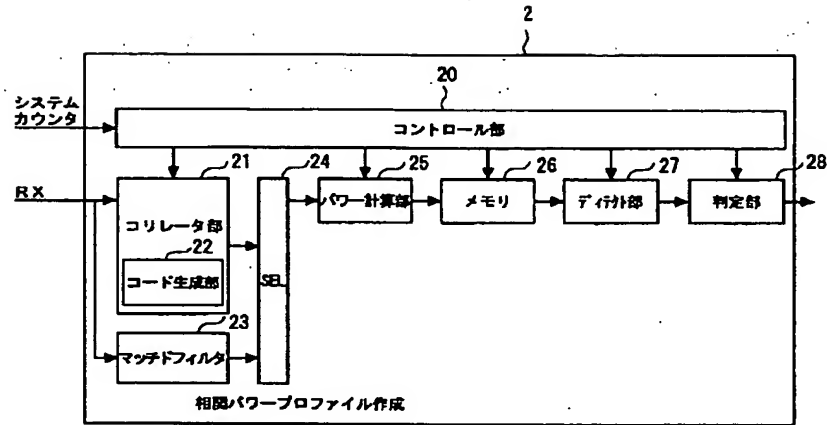 2
20
システム
カウンタ
コントロール部
21
24
25
26
27
28
RX
コリレータ部
22
コード生成部
SEL
パワー計算部
メモリ
ディテクト部
判定部
23
マッチドフィルタ
相関パワープロファイル作成